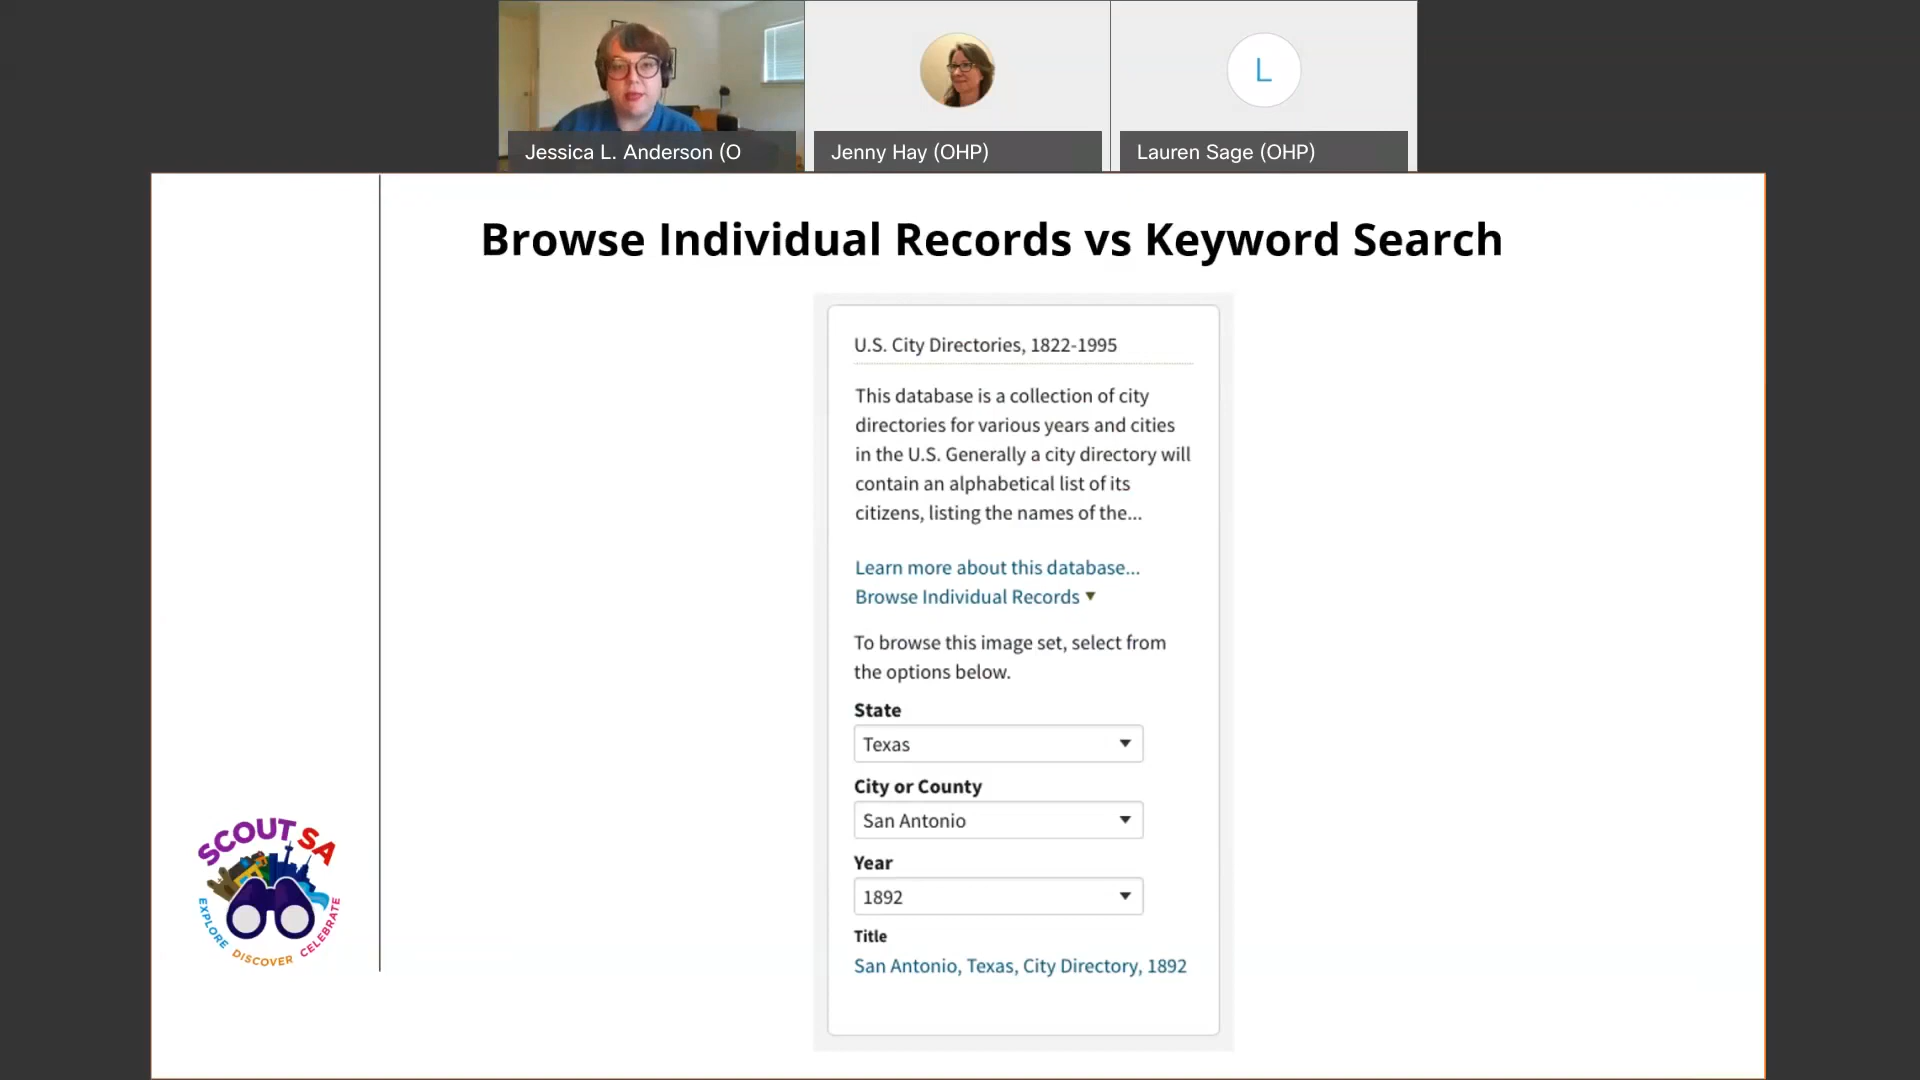 Jessica L. Anderson (O
Jenny Hay (OHP)
L
Lauren Sage (OHP)
Browse Individual Records vs Keyword Search
U.S. City Directories, 1822-1995
This database is a collection of city
directories for various years and cities
in the U.S. Generally a city directory will
contain an alphabetical list of its
citizens, listing the names of the...
Learn more about this database...
Browse Individual Records
To browse this image set, select from
the options below.
State
Texas
City or County
San Antonio
Year
1892
Title
San Antonio, Texas, City Directory, 1892
SCOUT SA
EXPLORE DISCOVER CELEBRATE